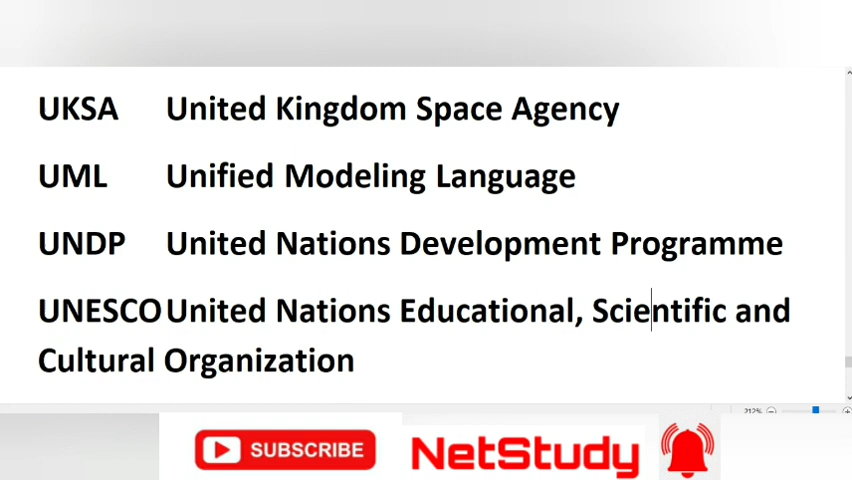 UKSA United Kingdom Space Agency
UML Unified Modeling Language
UNDP United Nations Development Programme
UNESCO United Nations Educational, Scientific and
Cultural Organization
212%
SUBSCRIBE NetStudy